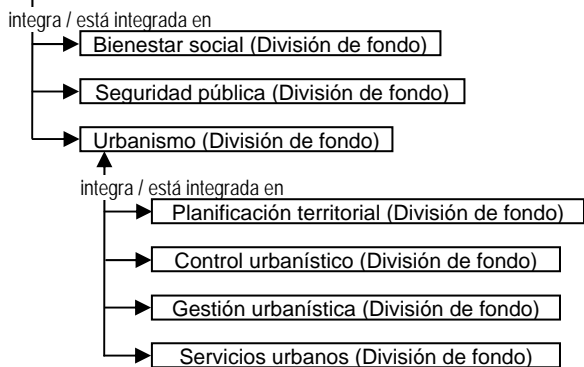 integra / está integrada en
Bienestar social (División de fondo)
Seguridad pública (División de fondo)
Urbanismo (División de fondo)
integra / está integrada en
Planificación territorial (División de fondo)
Control urbanístico (División de fondo)
Gestión urbanística (División de fondo)
Servicios urbanos (División de fondo)